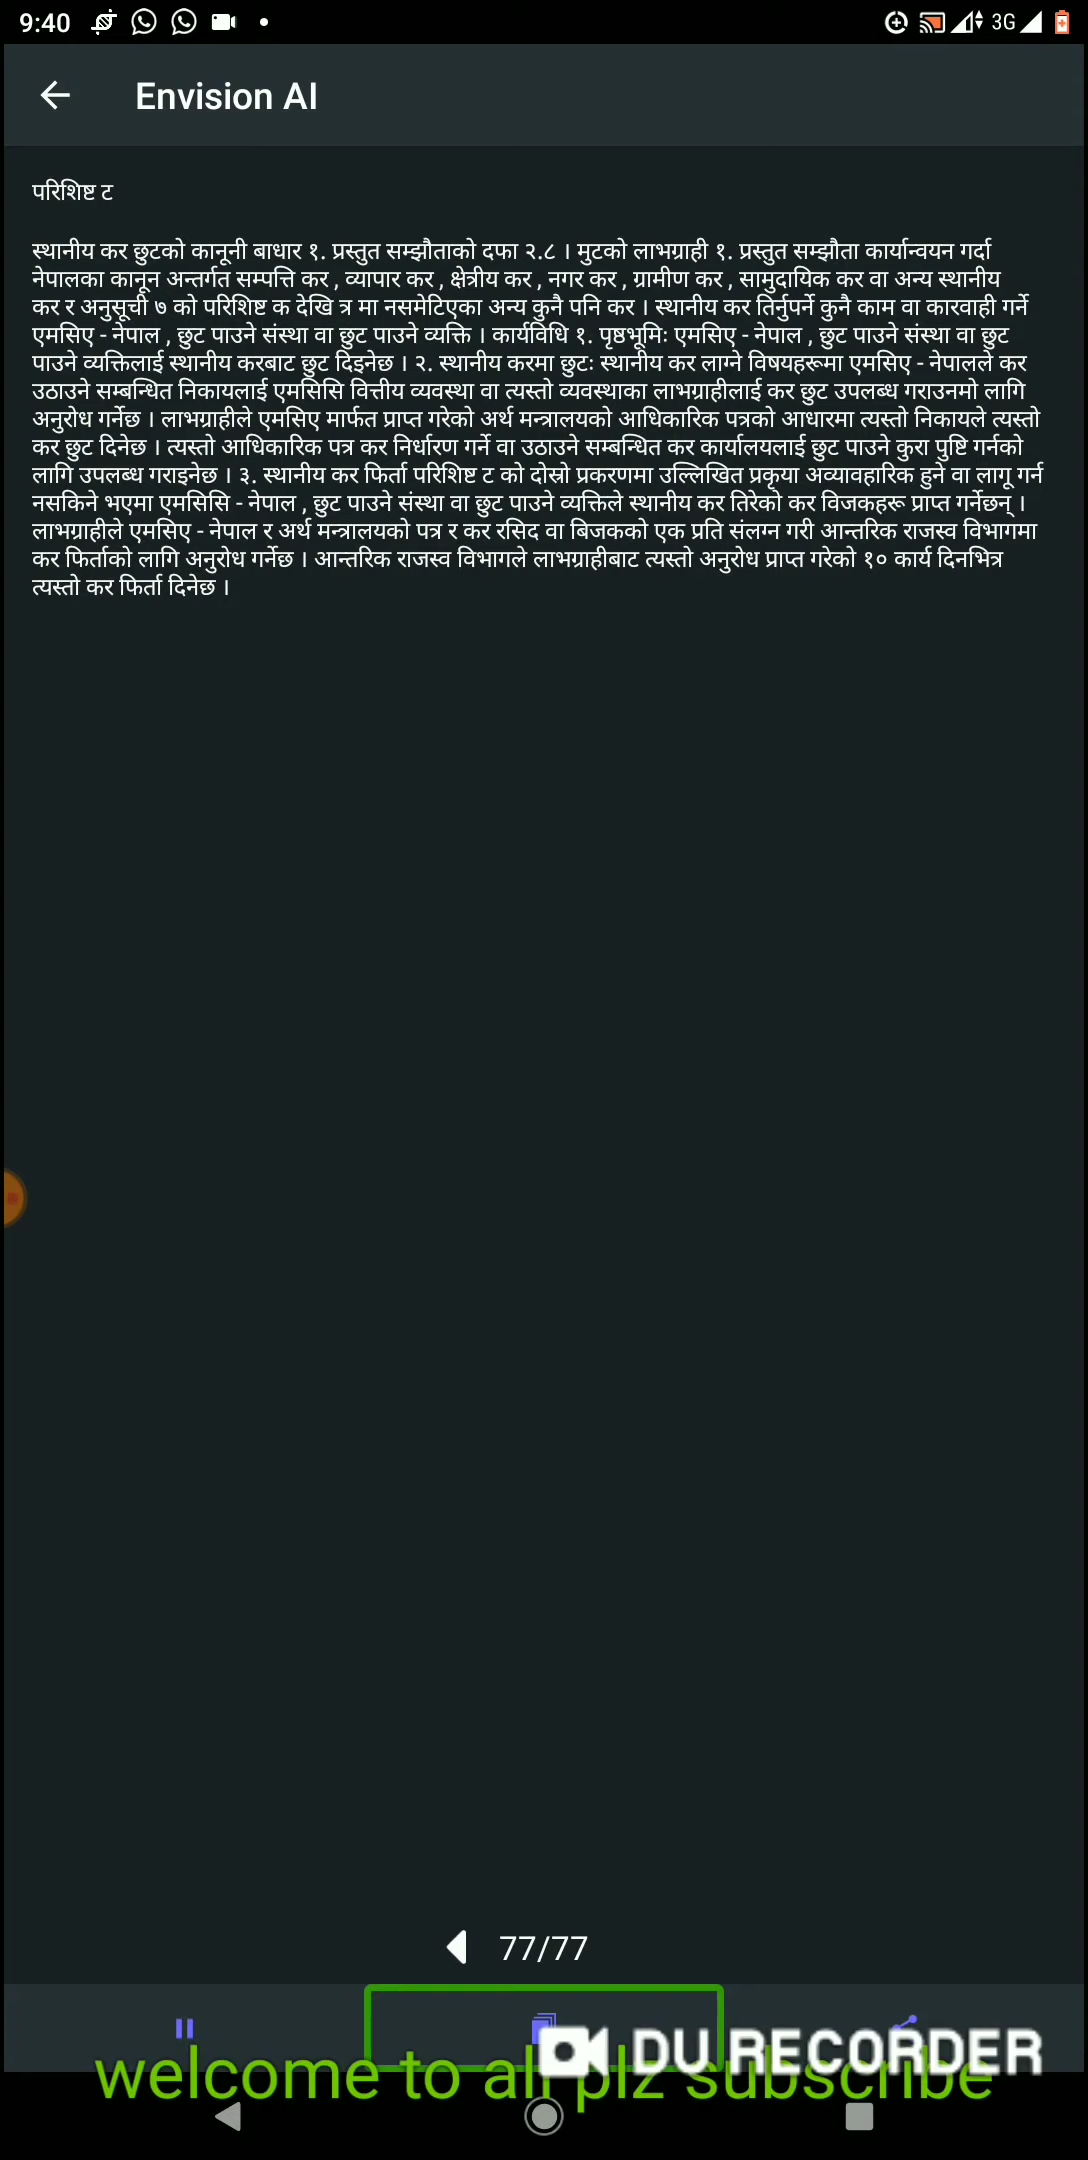 9:40
3G
Envision AI
परिशिष्ट ट
स्थानीय कर छुटको कानूनी बाधार १. प्रस्तुत सम्झौताको दफा २.८ । मुटको लाभग्राही १. प्रस्तुत सम्झौता कार्यान्वयन गर्दा
नेपालका कानून अन्तर्गत सम्पत्ति कर , व्यापार कर , क्षेत्रीय कर , नगर कर , ग्रामीण कर , सामुदायिक कर वा अन्य स्थानीय
कर र अनुसूची ७ को परिशिष्ट क देखि त्र मा नसमेटिएका अन्य कुनै पनि कर । स्थानीय कर तिर्नुपर्ने कुनै काम वा कारवाही गर्ने
एमसिए - नेपाल , छुट पाउने संस्था वा छुट पाउने व्यक्ति । कार्यविधि १. पृष्ठभूमिः एमसिए - नेपाल , छुट पाउने संस्था वा छुट
पाउने व्यक्तिलाई स्थानीय करबाट छुट दिइनेछ । २. स्थानीय करमा छुटः स्थानीय कर लाग्ने विषयहरूमा एमसिए - नेपालले कर
उठाउने सम्बन्धित निकायलाई एमसिसि वित्तीय व्यवस्था वा त्यस्तो व्यवस्थाका लाभग्राहीलाई कर छुट उपलब्ध गराउनमो लागि
अनुरोध गर्नेछ । लाभग्राहीले एमसिए मार्फत प्राप्त गरेको अर्थ मन्त्रालयको आधिकारिक पत्रको आधारमा त्यस्तो निकायले त्यस्तो
कर छुट दिनेछ । त्यस्तो आधिकारिक पत्र कर निर्धारण गर्ने वा उठाउने सम्बन्धित कर कार्यालयलाई छुट पाउने कुरा पुष्टि गर्नको
लागि उपलब्ध गराइनेछ । ३. स्थानीय कर फिर्ता परिशिष्ट ट को दोस्रो प्रकरणमा उल्लिखित प्रकृया अव्यावहारिक हुने वा लागू गर्न
नसकिने भएमा एमसिसि - नेपाल , छुट पाउने संस्था वा छुट पाउने व्यक्तिले स्थानीय कर तिरेको कर विजकहरू प्राप्त गर्नेछन् ।
लाभग्राहीले एमसिए - नेपाल र अर्थ मन्त्रालयको पत्र र कर रसिद वा बिजकको एक प्रति संलग्न गरी आन्तरिक राजस्व विभागमा
कर फिर्ताको लागि अनुरोध गर्नेछ । आन्तरिक राजस्व विभागले लाभग्राहीबाट त्यस्तो अनुरोध प्राप्त गरेको १० कार्य दिनभित्र
त्यस्तो कर फिर्ता दिनेछ ।
77/77
DU RECORDER
welcome to all plz subscribe